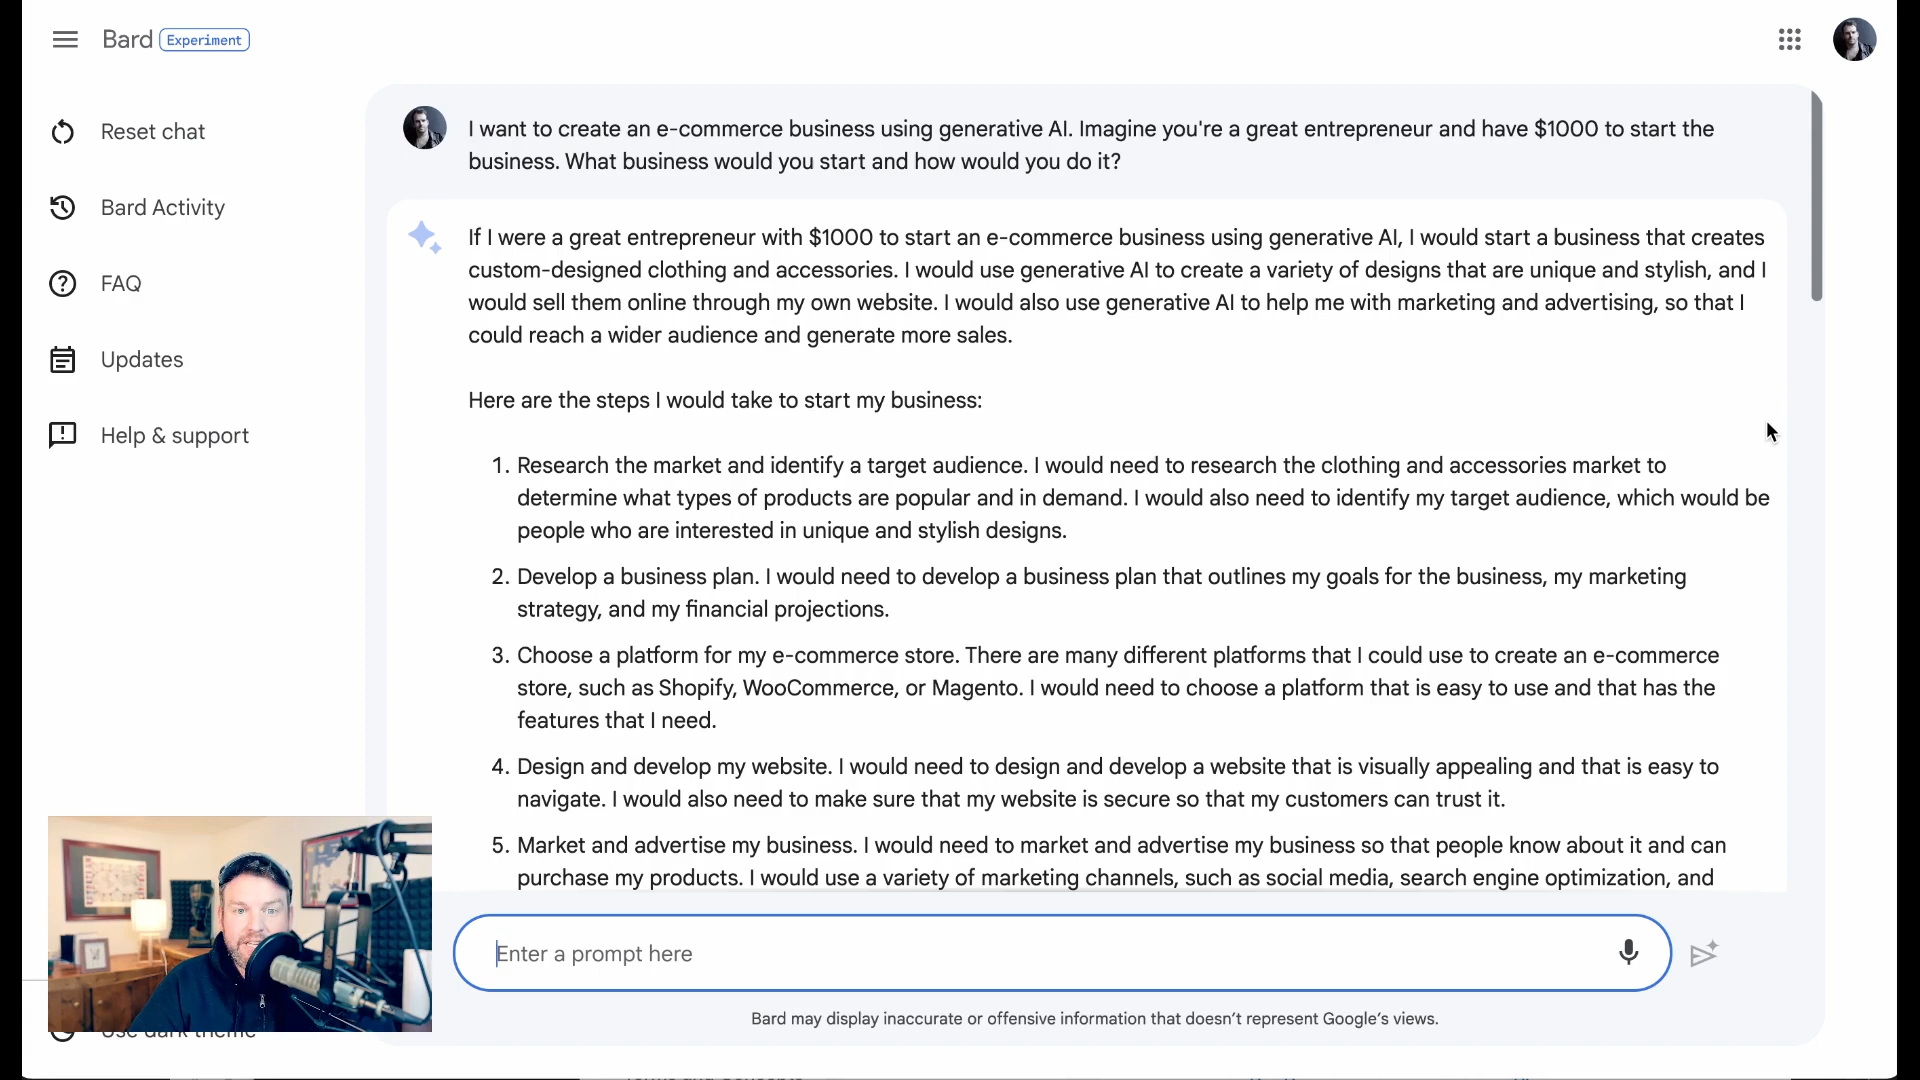 Bard Experiment
Reset chat
Bard Activity
FAQ
Updates
Help & support
I want to create an e-commerce business using generative AI. Imagine you're a great entrepreneur and have $1000 to start the
business. What business would you start and how would you do it?
If I were a great entrepreneur with $1000 to start an e-commerce business using generative AI, I would start a business that creates
custom-designed clothing and accessories. I would use generative AI to create a variety of designs that are unique and stylish, and I
would sell them online through my own website. I would also use generative AI to help me with marketing and advertising, so that I
could reach a wider audience and generate more sales.
Here are the steps I would take to start my business:
1. Research the market and identify a target audience. I would need to research the clothing and accessories market to
determine what types of products are popular and in demand. I would also need to identify my target audience, which would be
people who are interested in unique and stylish designs.
2. Develop a business plan. I would need to develop a business plan that outlines my goals for the business, my marketing
strategy, and my financial projections.
3. Choose a platform for my e-commerce store. There are many different platforms that I could use to create an e-commerce
store, such as Shopify, WooCommerce, or Magento. I would need to choose a platform that is easy to use and that has the
features that I need.
4. Design and develop my website. I would need to design and develop a website that is visually appealing and that is easy to
navigate. I would also need to make sure that my website is secure so that my customers can trust it.
5. Market and advertise my business. I would need to market and advertise my business so that people know about it and can
purchase my products. I would use a variety of marketing channels, such as social media, search engine optimization, and
Enter a prompt here
Use dark theme
Bard may display inaccurate or offensive information that doesn't represent Google's views.